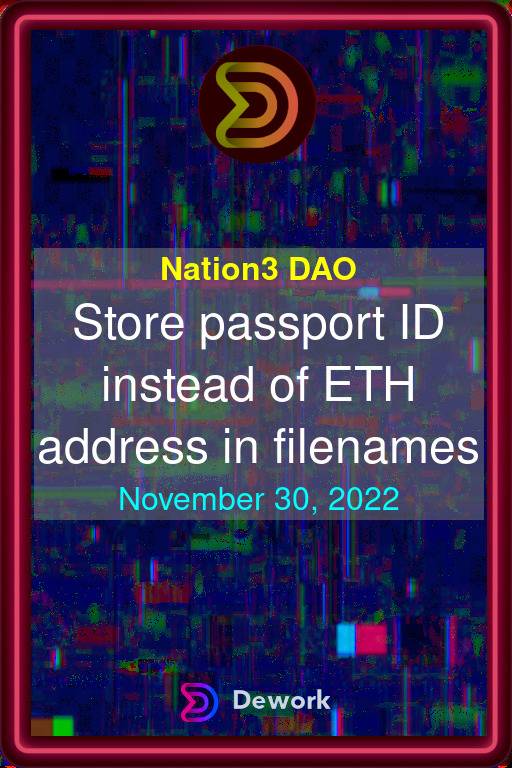 Nation3 DAO
Store passport ID
instead of ETH
address in filenames
November 30, 2022
Dework